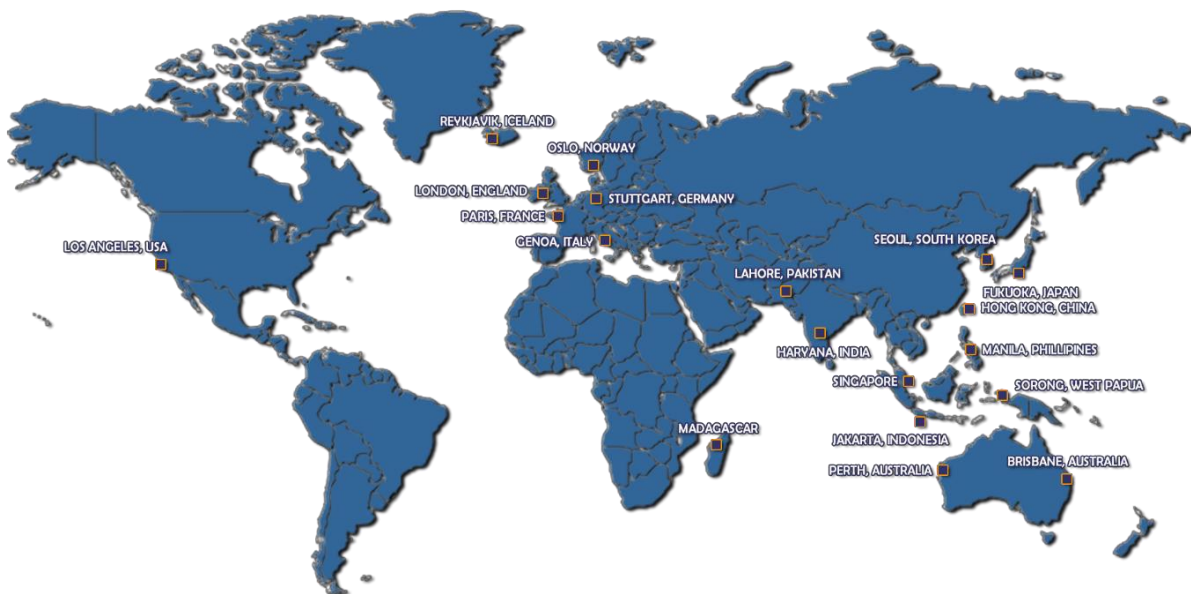 REYKJAVIK, ICELAND
OSLO, NORWAY
LONDON, ENGLAND
STUTTGART, GERMANY
PARIS, FRANCE
GENOA, ITALY
LOS ANGELES, USA
SEOUL, SOUTH KOREA
LAHORE, PAKISTAN
FUKUOKA, JAPAN
HONG KONG, CHINA
HARYANA, INDIA
MANILA, PHILLIPINES
SINGAPORE
SORONG, WEST PAPUA
MADAGASCAR
JAKARTA, INDONESIA
BRISBANE, AUSTRALIA
PERTH, AUSTRALIA